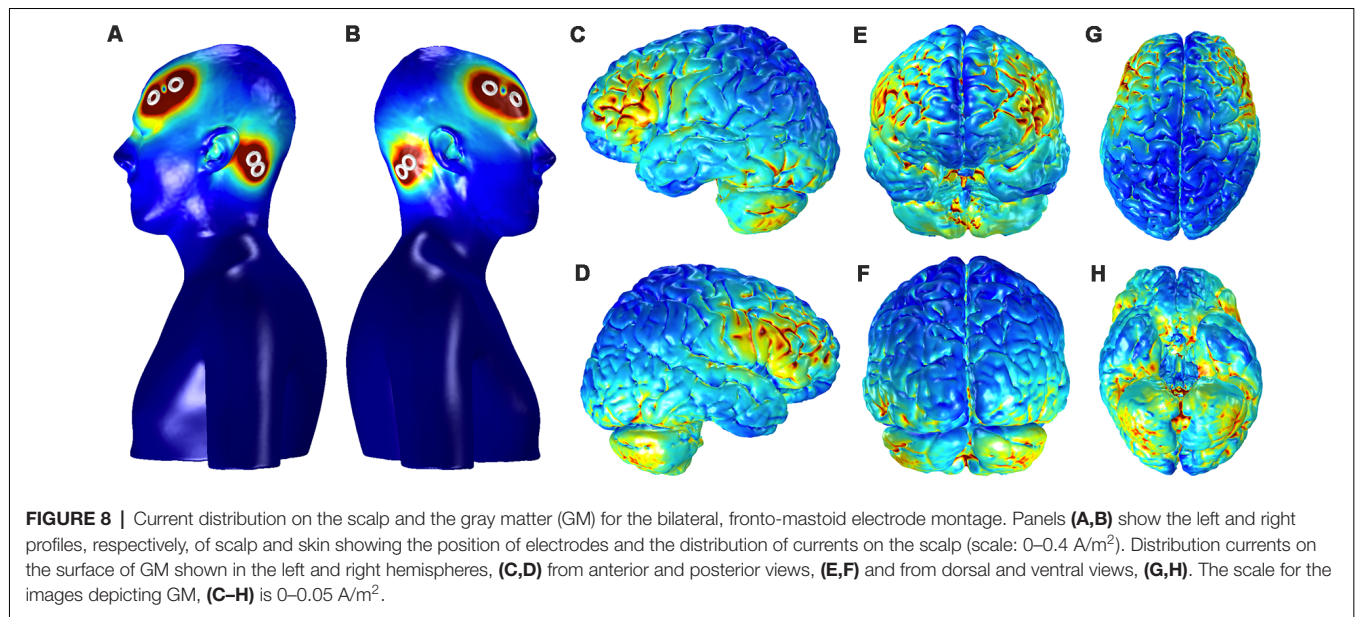 A
B
C
E
G
D
F
H
FIGURE 8 | Current distribution on the scalp and the gray matter (GM) for the bilateral, fronto-mastoid electrode montage. Panels (A,B) show the left and right
profiles, respectively, of scalp and skin showing the position of electrodes and the distribution of currents on the scalp (scale: 0–0.4 A/m²). Distribution currents on
the surface of GM shown in the left and right hemispheres, (C,D) from anterior and posterior views, (E,F) and from dorsal and ventral views, (G,H). The scale for the
images depicting GM, (C–H) is 0–0.05 A/m².